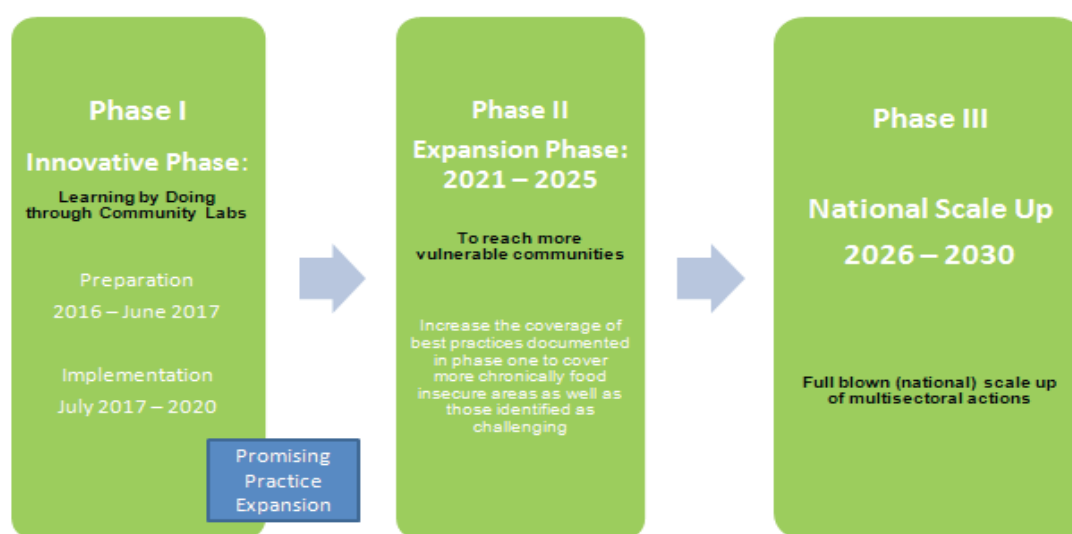 Phase I
Innovative Phase:
Learning by Doing
through Community Labs
Preparation
2016 – June 2017
Implementation
July 2017 – 2020
Promising
Practice
Expansion
Phase II
Expansion Phase:
2021 – 2025
To reach more
vulnerable communities
Increase the coverage of
best practices documented
in phase one to cover
more chronically food
insecure areas as well as
those identified as
challenging
Phase III
National Scale Up
2026 – 2030
Full blown (national) scale up
of multisectoral actions